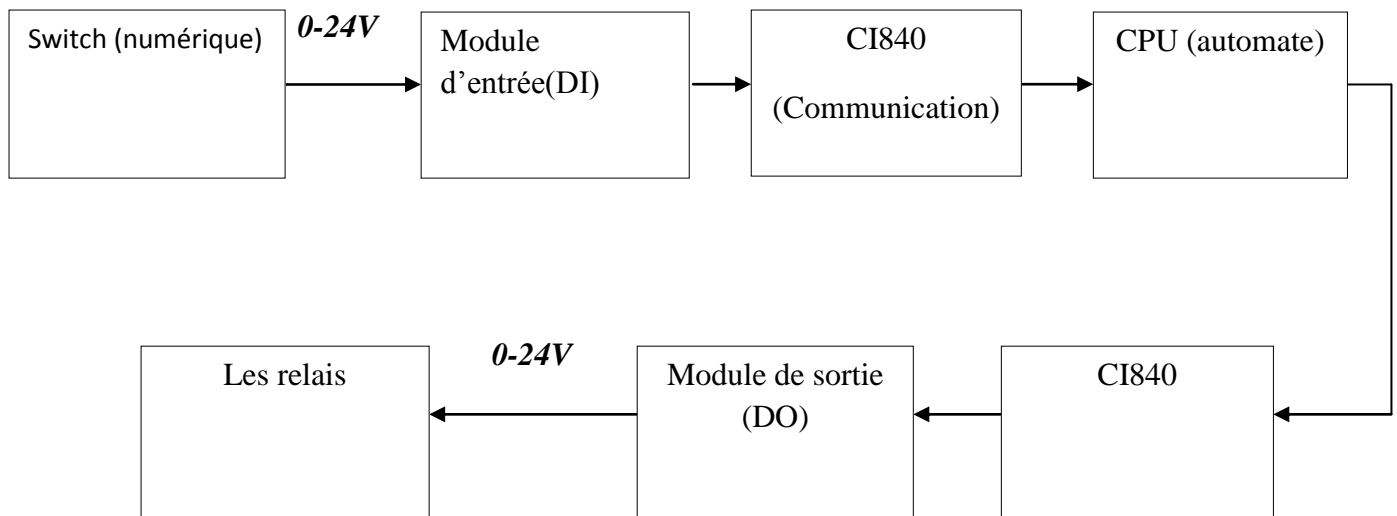 Switch (numérique)
0-24V
Module
d’entrée(DI)
CI840
(Communication)
CPU (automate)
Les relais
0-24V
Module de sortie
(DO)
CI840